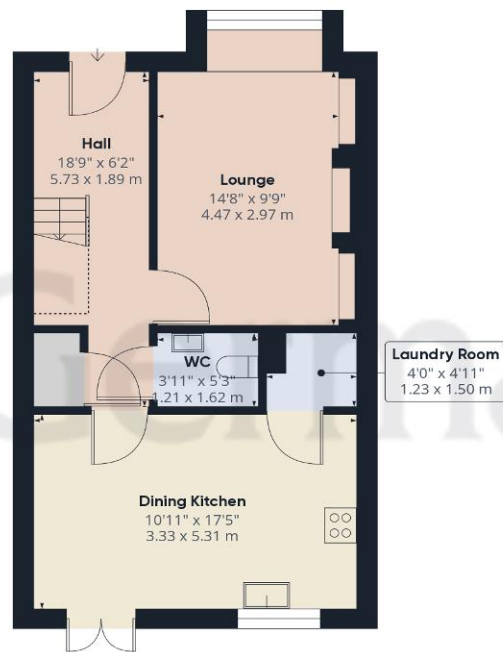 Hall
18'9" x 6'2"
5.73 x 1.89 m
Lounge
14'8" x 9'9"
4.47 x 2.97 m
WC
3'11" x 5'3"
1.21 x 1.62 m
Laundry Room
4'0" x 4'11"
1.23 x 1.50 m
Dining Kitchen
10'11" x 17'5"
3.33 x 5.31 m